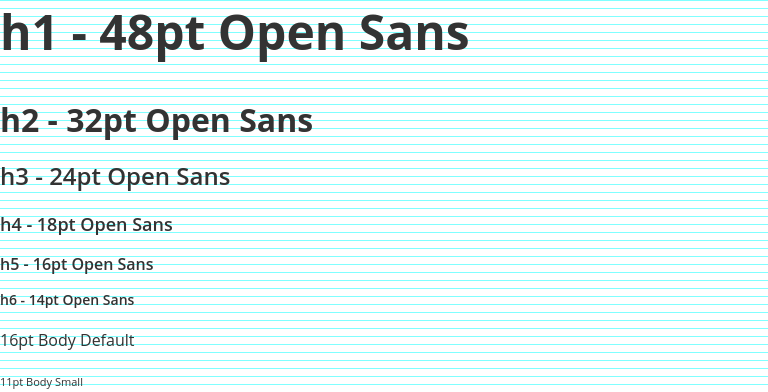 h1 - 48pt Open Sans
h2 - 32pt Open Sans
h3 - 24pt Open Sans
h4 - 18pt Open Sans
h5 - 16pt Open Sans
h6 - 14pt Open Sans
16pt Body Default
11pt Body Small